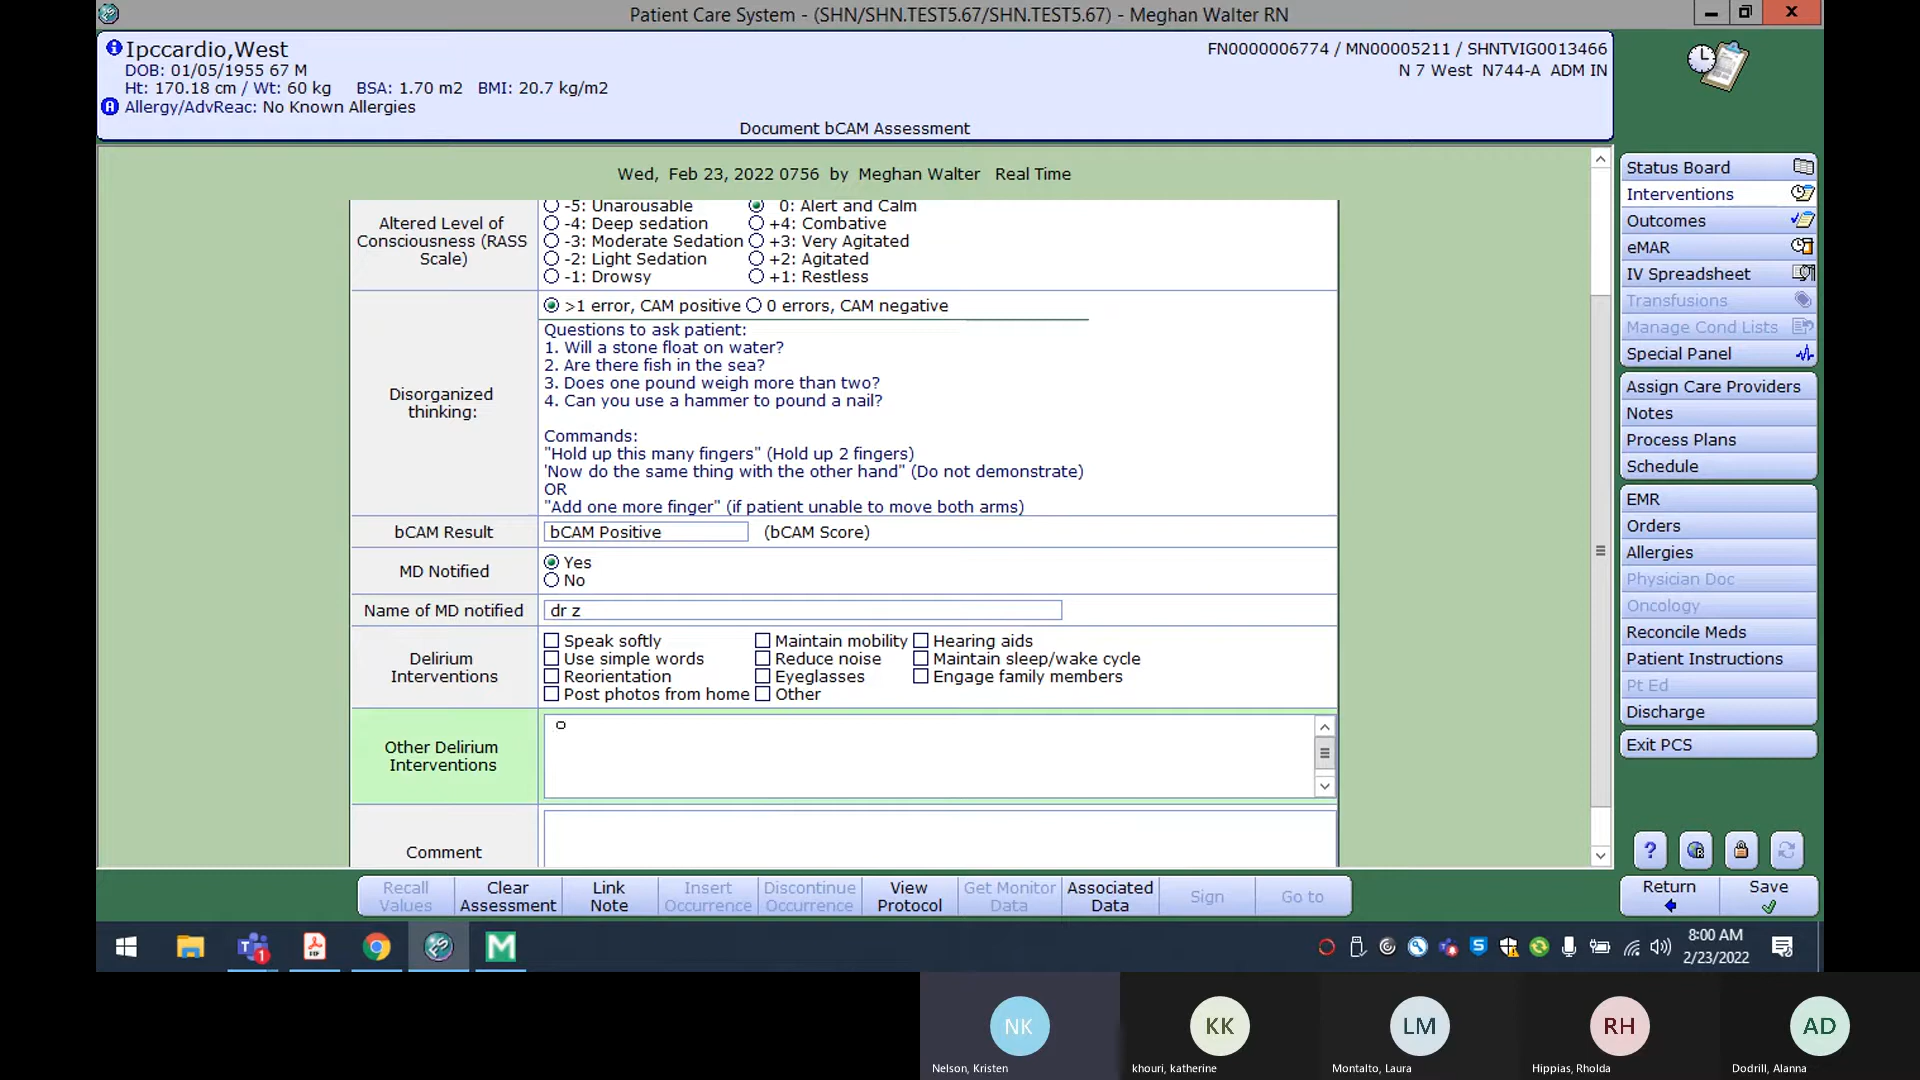 Patient Care System - (SHN/SHN.TEST5.67/SHN.TEST5.67) - Meghan Walter RN
Ipccardio,West
DOB: 01/05/1955 67 M
Ht: 170.18 cm / Wt: 60 kg BSA: 1.70 m2 BMI: 20.7 kg/m2
Allergy/AdvReac: No Known Allergies
FN0000006774 / MN00005211 / SHNTVIG0013466
N 7 West N744-A ADM IN
Document bCAM Assessment
Wed, Feb 23, 2022 0756 by Meghan Walter Real Time
Altered Level of
Consciousness (RASS
Scale)
-5: Unarousable 0: Alert and Calm
-4: Deep sedation +4: Combative
-3: Moderate Sedation +3: Very Agitated
-2: Light Sedation +2: Agitated
-1: Drowsy +1: Restless
Disorganized
thinking:
>1 error, CAM positive 0 errors, CAM negative
Questions to ask patient:
1. Will a stone float on water?
2. Are there fish in the sea?
3. Does one pound weigh more than two?
4. Can you use a hammer to pound a nail?
Commands:
"Hold up this many fingers" (Hold up 2 fingers)
'Now do the same thing with the other hand" (Do not demonstrate)
OR
"Add one more finger" (if patient unable to move both arms)
bCAM Result bCAM Positive (bCAM Score)
MD Notified
Yes
No
Name of MD notified dr z
Delirium
Interventions
Speak softly Maintain mobility Hearing aids
Use simple words Reduce noise Maintain sleep/wake cycle
Reorientation Eyeglasses Engage family members
Post photos from home Other
Other Delirium
Interventions
Comment
Status Board
Interventions
Outcomes
eMAR
IV Spreadsheet
Transfusions
Manage Cond Lists
Special Panel
Assign Care Providers
Notes
Process Plans
Schedule
EMR
Orders
Allergies
Physician Doc
Oncology
Reconcile Meds
Patient Instructions
Pt Ed
Discharge
Exit PCS
Return
Save
Recall
Values
Clear
Assessment
Link
Note
Insert
Occurrence
Discontinue
Occurrence
View
Protocol
Get Monitor
Data
Associated
Data
Sign
Go to
8:00 AM
2/23/2022
NK
KK
LM
RH
AD
Nelson, Kristen
khouri, katherine
Montalto, Laura
Hippias, Rholda
Dodrill, Alanna